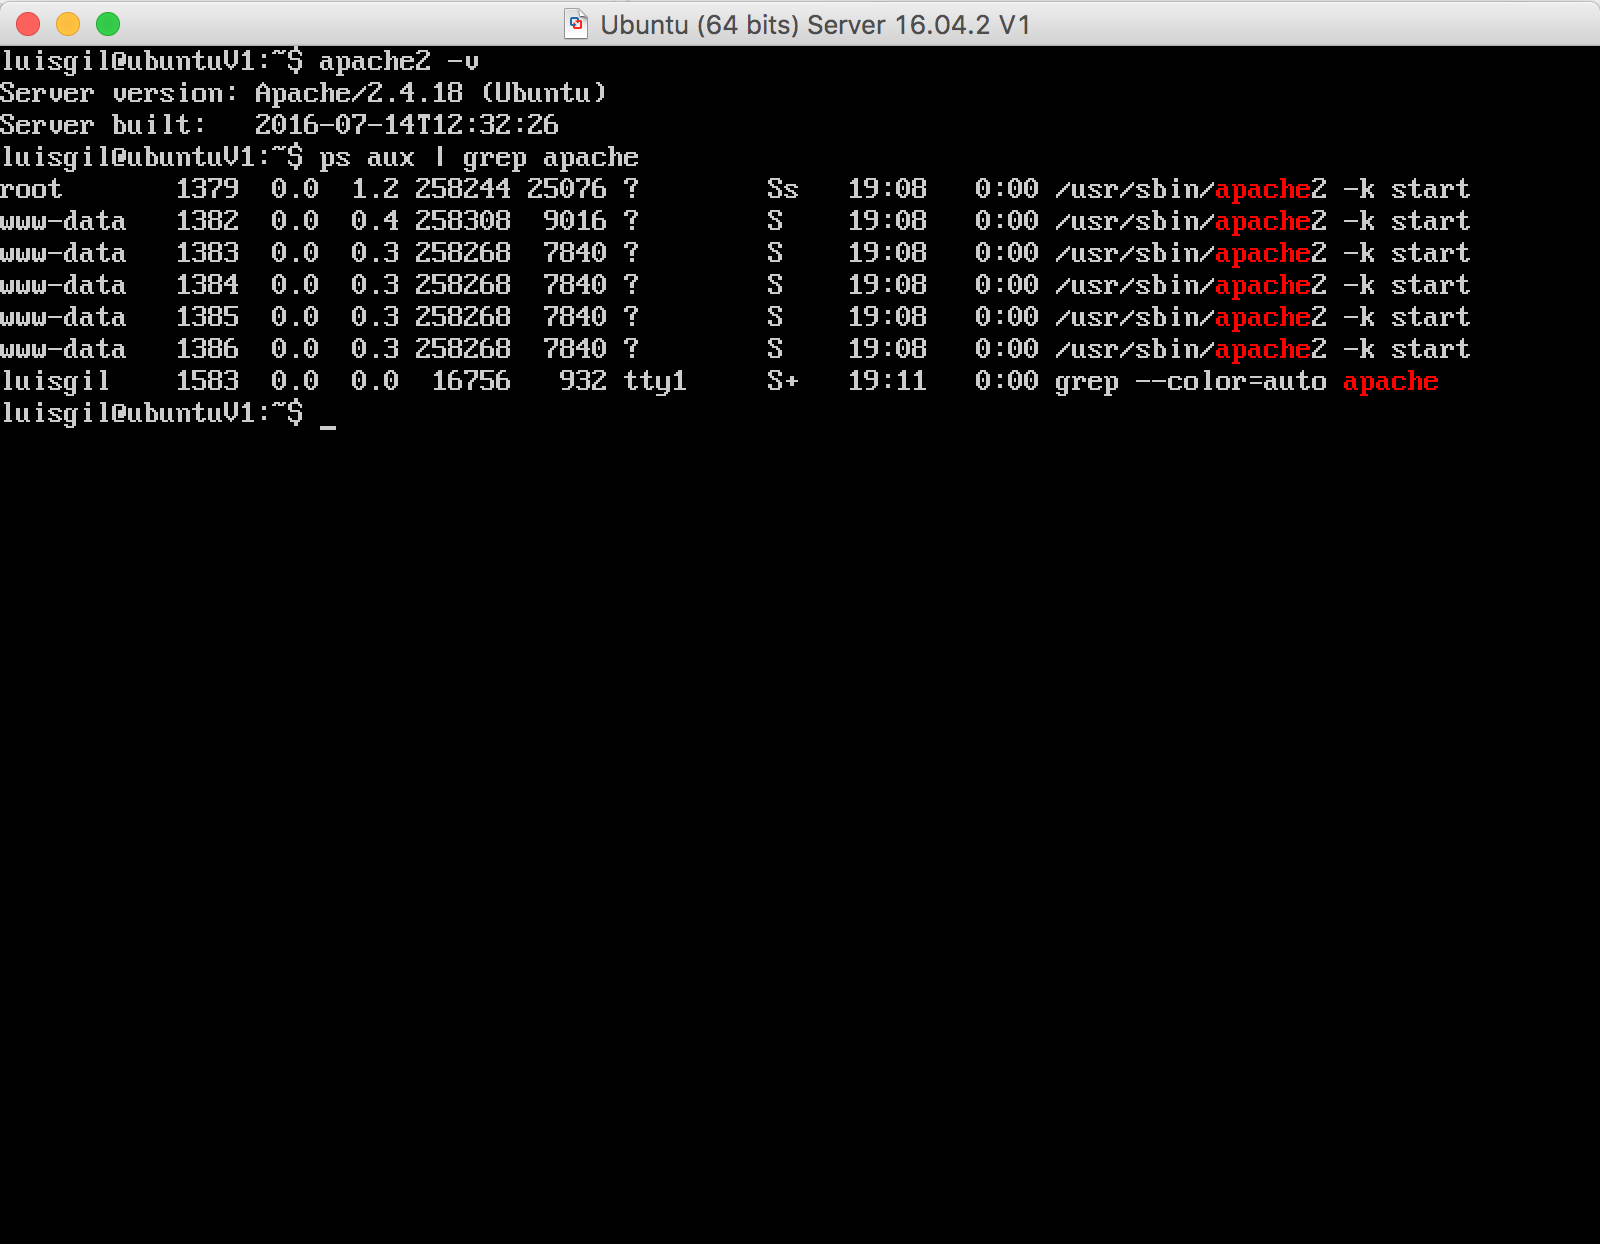 Ubuntu (64 bits) Server 16.04.2 V1
luisgil@ubuntuV1:~$ apache2 -v
Server version: Apache/2.4.18 (Ubuntu)
Server built:   2016-07-14T12:32:26
luisgil@ubuntuV1:~$ ps aux | grep apache
root       1379  0.0  1.2 258244 25076 ?        Ss   19:08   0:00 /usr/sbin/apache2 -k start
www-data   1382  0.0  0.4 258308  9016 ?        S    19:08   0:00 /usr/sbin/apache2 -k start
www-data   1383  0.0  0.3 258268  7840 ?        S    19:08   0:00 /usr/sbin/apache2 -k start
www-data   1384  0.0  0.3 258268  7840 ?        S    19:08   0:00 /usr/sbin/apache2 -k start
www-data   1385  0.0  0.3 258268  7840 ?        S    19:08   0:00 /usr/sbin/apache2 -k start
www-data   1386  0.0  0.3 258268  7840 ?        S    19:08   0:00 /usr/sbin/apache2 -k start
luisgil    1583  0.0  0.0  16756   932 tty1     S+   19:11   0:00 grep --color=auto apache
luisgil@ubuntuV1:~$ _